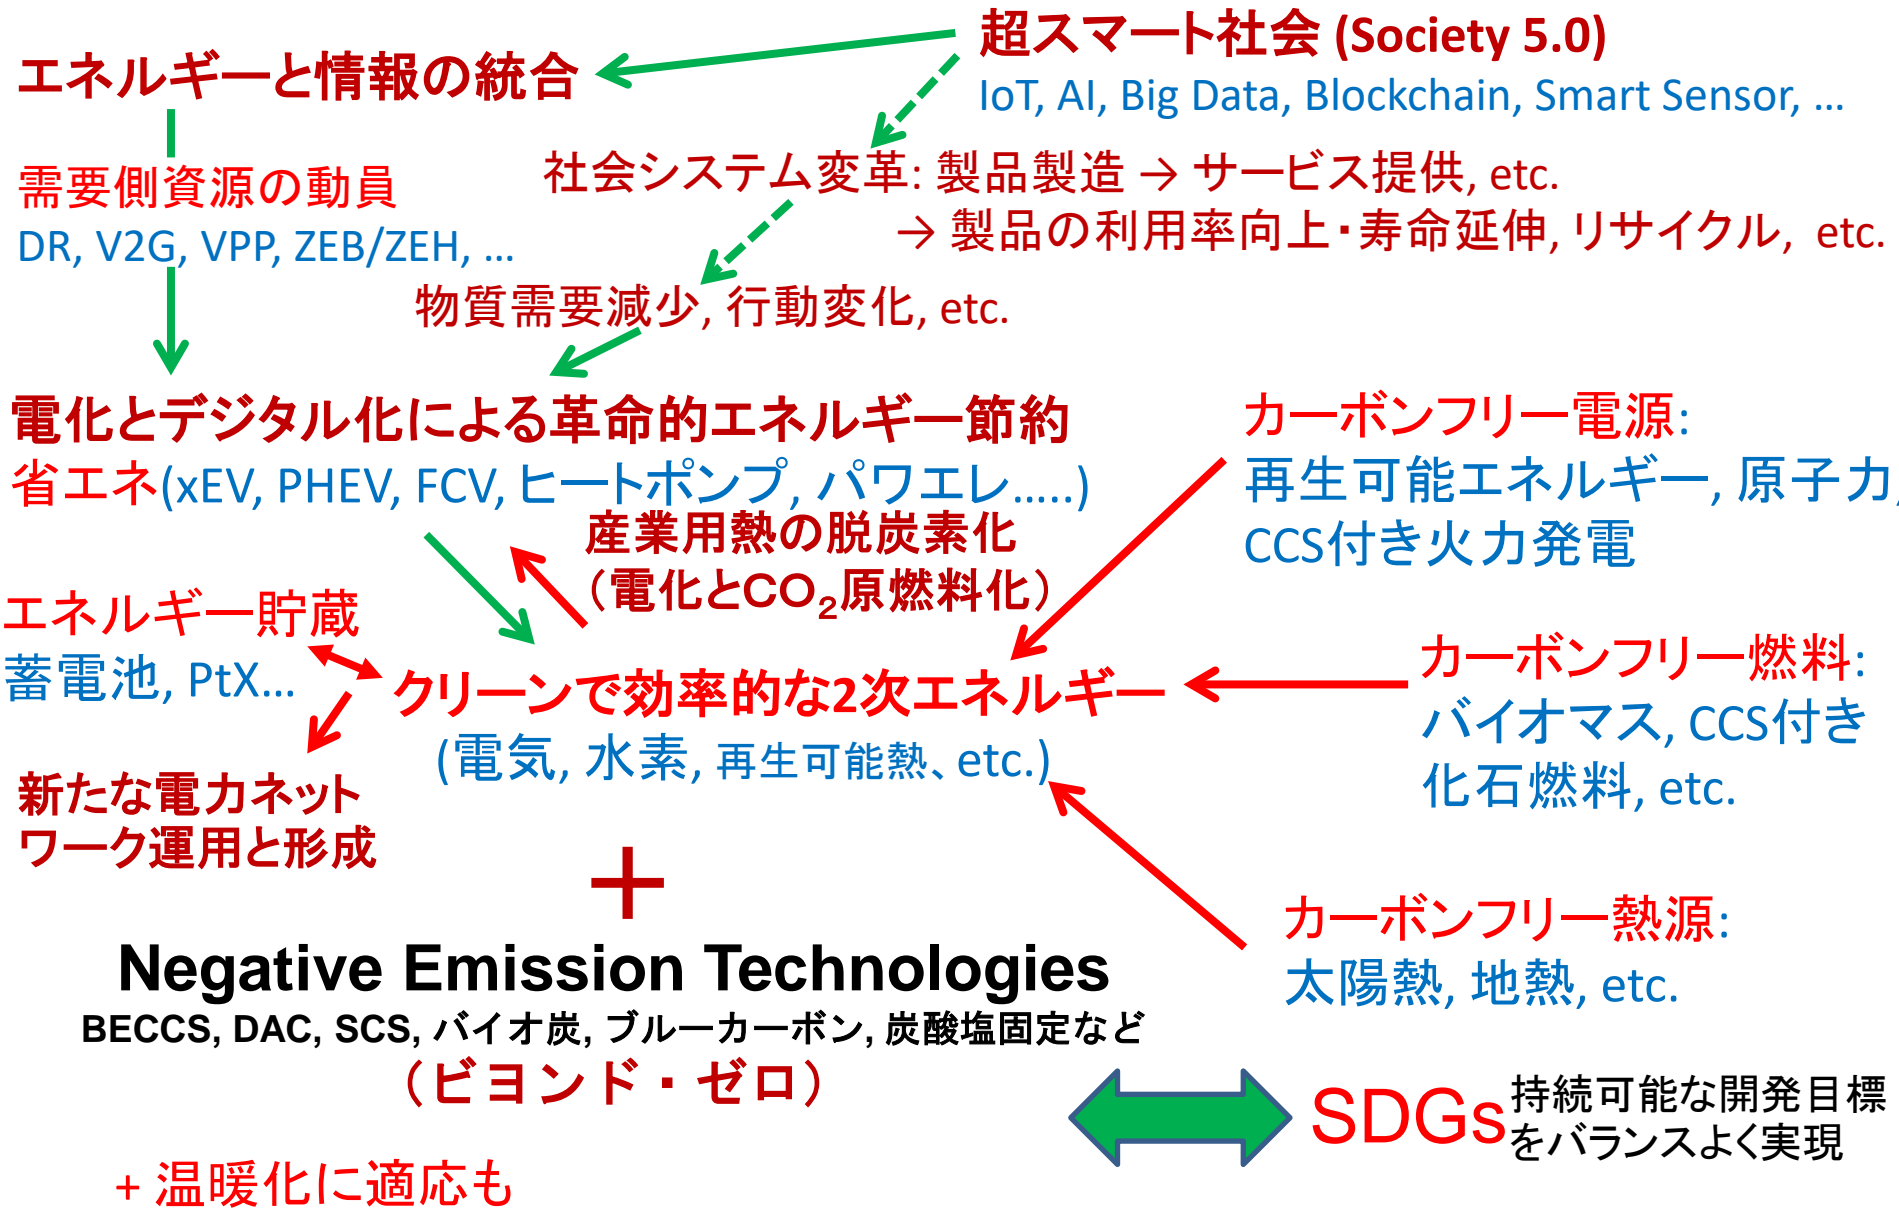 超スマート社会 (Society 5.0)
IoT, AI, Big Data, Blockchain, Smart Sensor, ...
エネルギーと情報の統合
需要側資源の動員
DR, V2G, VPP, ZEB/ZEH, ...
社会システム変革: 製品製造 → サービス提供, etc.
→ 製品の利用率向上・寿命延伸, リサイクル, etc.
物質需要減少, 行動変化, etc.
電化とデジタル化による革命的エネルギー節約
省エネ(xEV, PHEV, FCV, ヒートポンプ, パワエレ.....)
産業用熱の脱炭素化
（電化とCO₂原燃料化）
カーボンフリー電源:
再生可能エネルギー, 原子力,
CCS付き火力発電
エネルギー貯蔵
蓄電池, PtX...
クリーンで効率的な2次エネルギー
(電気, 水素, 再生可能熱、etc.)
カーボンフリー燃料:
バイオマス, CCS付き
化石燃料, etc.
新たな電力ネット
ワーク運用と形成
＋
カーボンフリー熱源:
太陽熱, 地熱, etc.
Negative Emission Technologies
BECCS, DAC, SCS, バイオ炭, ブルーカーボン, 炭酸塩固定など
（ビヨンド・ゼロ）
SDGs 持続可能な開発目標
をバランスよく実現
+ 温暖化に適応も